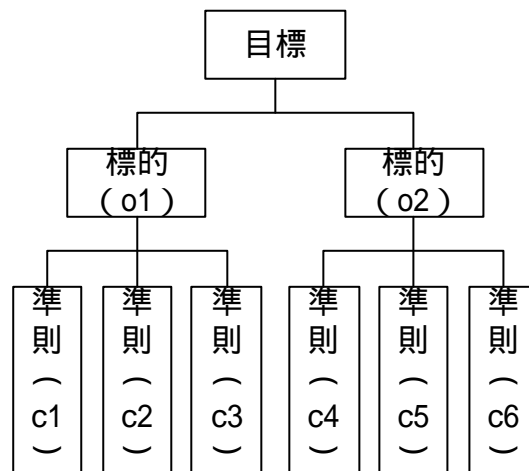 目標
標的
（o1）
標的
（o2）
準則（c1）
準則（c2）
準則（c3）
準則（c4）
準則（c5）
準則（c6）